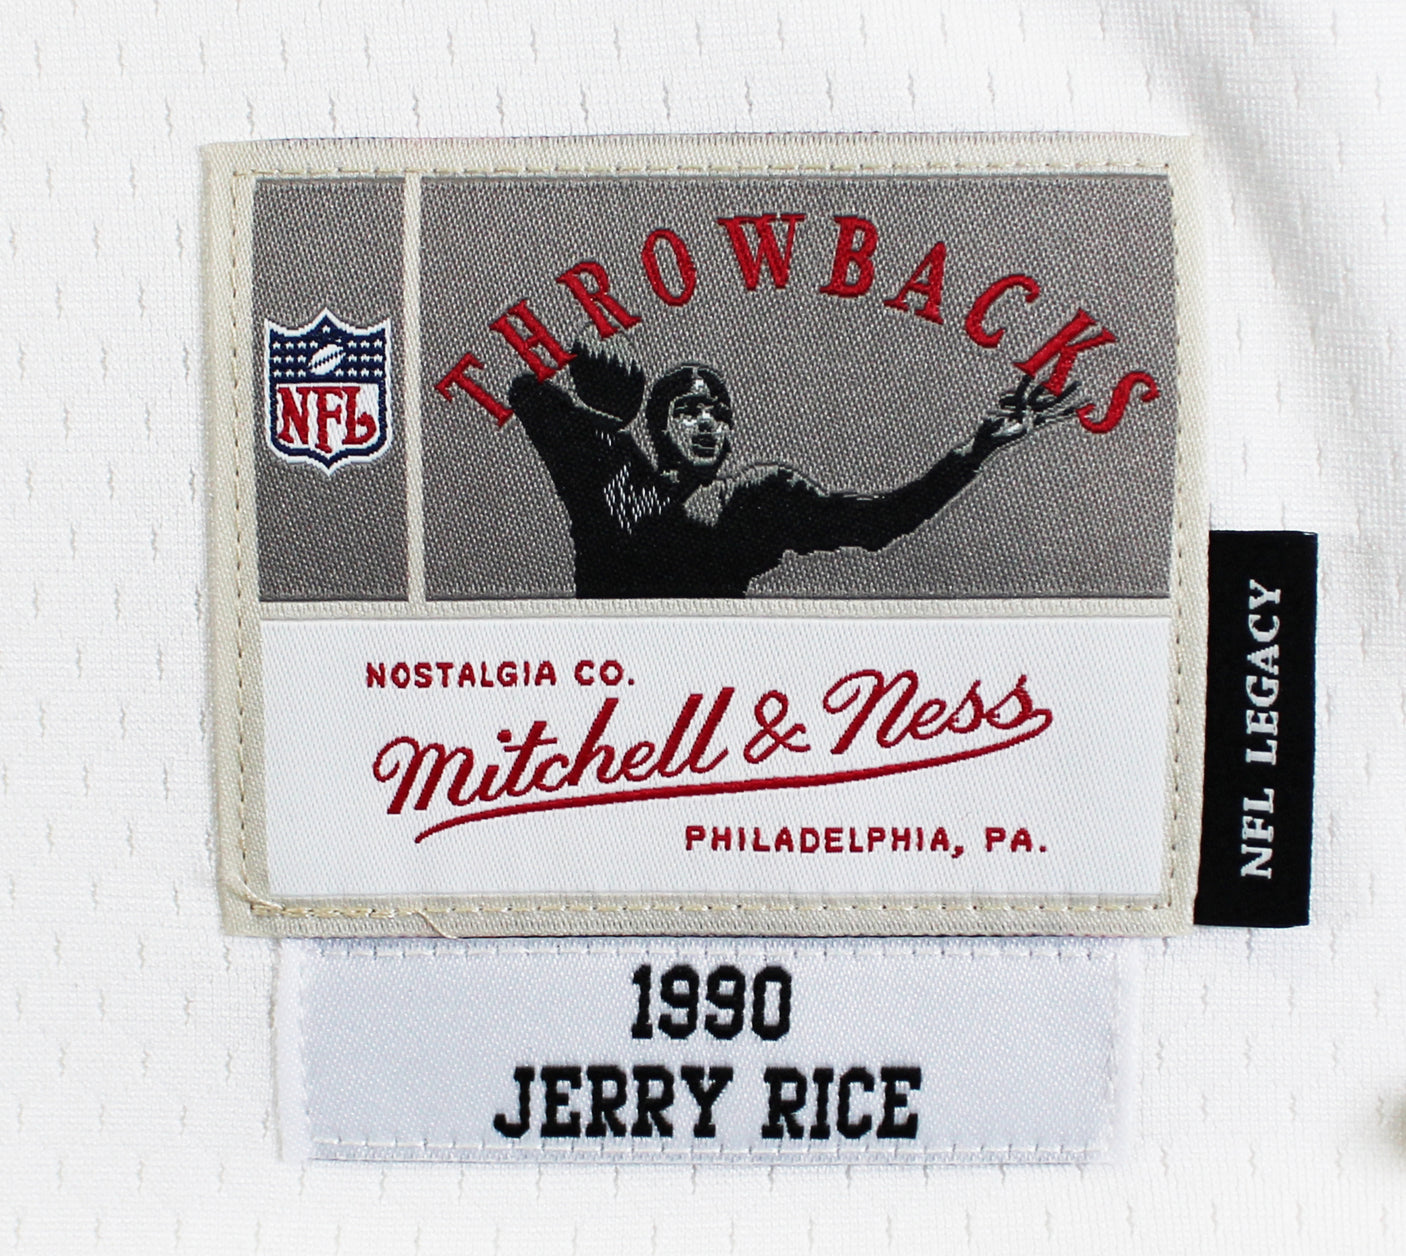 THROWBACKS
NFL
NOSTALGIA CO.
Mitchell & Ness
PHILADELPHIA, PA.
NFL LEGACY
1990
JERRY RICE